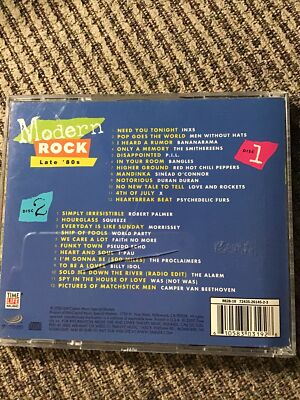 Modern
ROCK
Late '80s
DISC 1
1 NEED YOU TONIGHT INXS
2 POP GOES THE WORLD MEN WITHOUT HATS
3 I HEARD A RUMOR BANANARAMA
4 ONLY A MEMORY THE SMITHEREENS
5 DISAPPOINTED P.I.L.
6 IN YOUR ROOM BANGLES
7 HIGHER GROUND RED HOT CHILI PEPPERS
8 MANDINKA SINÉAD O'CONNOR
9 NOTORIOUS DURAN DURAN
10 NO NEW TALE TO TELL LOVE AND ROCKETS
11 4TH OF JULY X
12 HEARTBREAK BEAT PSYCHEDELIC FURS
DISC 2
1 SIMPLY IRRESISTIBLE ROBERT PALMER
2 HOURGLASS SQUEEZE
3 EVERYDAY IS LIKE SUNDAY MORRISSEY
4 SHIP OF FOOLS WORLD PARTY
5 WE CARE A LOT FAITH NO MORE
6 FUNKY TOWN PSEUDO ECHO
7 HEART AND SOUL T'PAU
8 I'M GONNA BE (500 MILES) THE PROCLAIMERS
9 TO BE A LOVER BILLY IDOL
10 SOLD ME DOWN THE RIVER (RADIO EDIT) THE ALARM
11 SPY IN THE HOUSE OF LOVE WAS (NOT WAS)
12 PICTURES OF MATCHSTICK MEN CAMPER VAN BEETHOVEN
TIME
LIFE
MUSIC